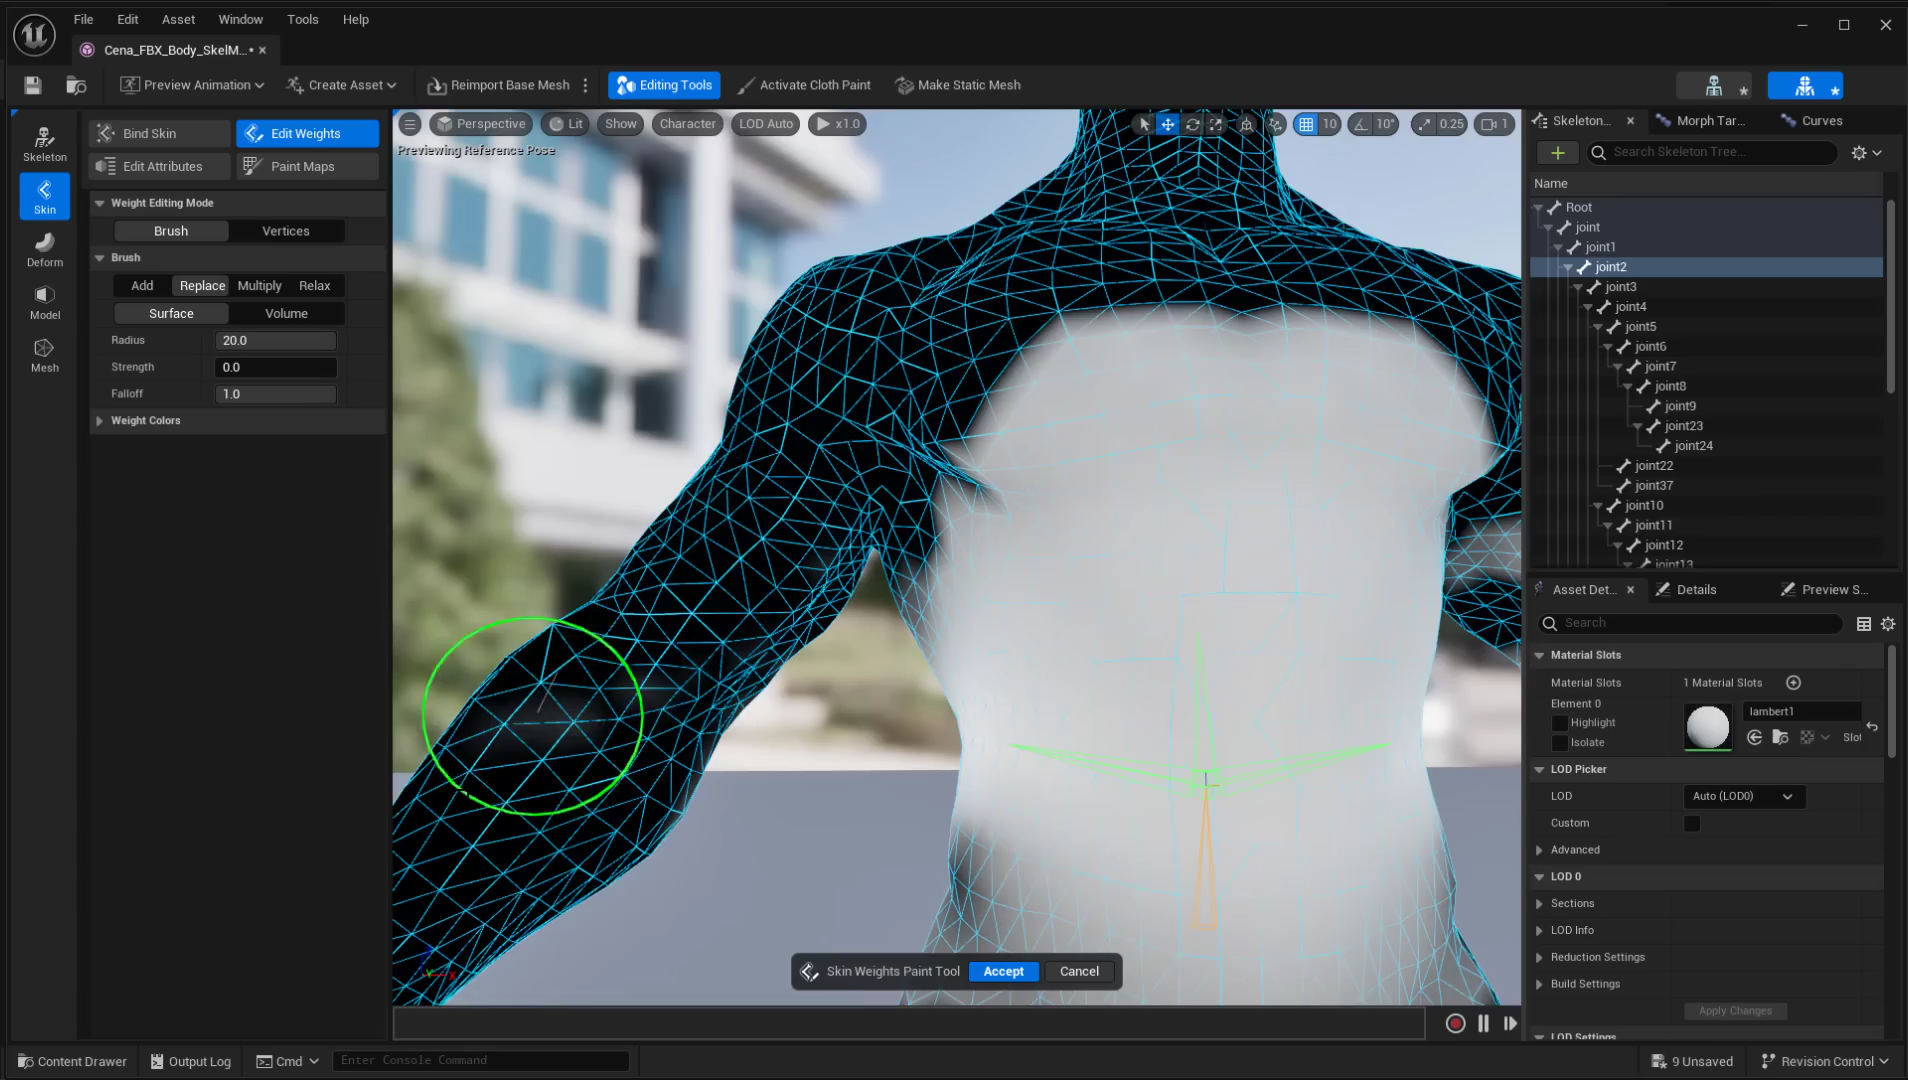 File Edit Asset Window Tools Help
Cena_FBX_Body_SkelM...•
Preview Animation Create Asset Reimport Base Mesh Editing Tools Activate Cloth Paint Make Static Mesh
Skeleton
Skin
Deform
Model
Mesh
Bind Skin Edit Weights
Edit Attributes Paint Maps
Weight Editing Mode
Brush Vertices
Brush
Add Replace Multiply Relax
Surface Volume
Radius 20.0
Strength 0.0
Falloff 1.0
Weight Colors
Perspective Lit Show Character LOD Auto x1.0 10 10° 0.25 1
Previewing Reference Pose
Y X
Skin Weights Paint Tool Accept Cancel
Skeleton... Morph Tar... Curves
Search Skeleton Tree...
Name
Root
joint
joint1
joint2
joint3
joint4
joint5
joint6
joint7
joint8
joint9
joint23
joint24
joint22
joint37
joint10
joint11
joint12
joint13
Asset Det... Details Preview S...
Search
Material Slots
Material Slots 1 Material Slots
Element 0
Highlight
Isolate
lambert1
Slot
LOD Picker
LOD Auto (LOD0)
Custom
Advanced
LOD 0
Sections
LOD Info
Reduction Settings
Build Settings
Apply Changes
LOD Settings
Content Drawer Output Log Cmd Enter Console Command 9 Unsaved Revision Control